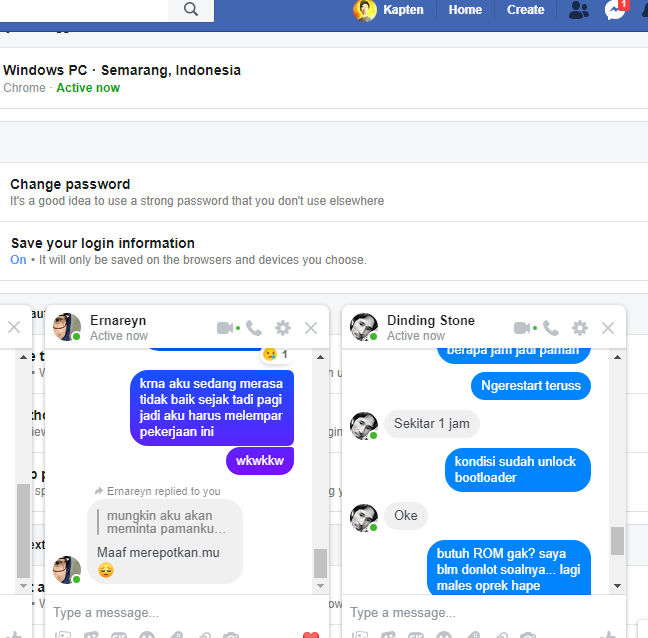 Kapten
Home
Create
1
Windows PC · Semarang, Indonesia
Chrome · Active now
Change password
It's a good idea to use a strong password that you don't use elsewhere
Save your login information
On • It will only be saved on the browsers and devices you choose.
Ernareyn
Active now
1
krna aku sedang merasa
tidak baik sejak tadi pagi
jadi aku harus melempar
pekerjaan ini
wkwkkw
Ernareyn replied to you
mungkin aku akan
meminta pamanku...
Maaf merepotkan.mu
Type a message...
Dinding Stone
Active now
berapa jam jadi paman
Ngerestart teruss
Sekitar 1 jam
kondisi sudah unlock
bootloader
Oke
butuh ROM gak? saya
blm donlot soalnya... lagi
males oprek hape
Type a message...